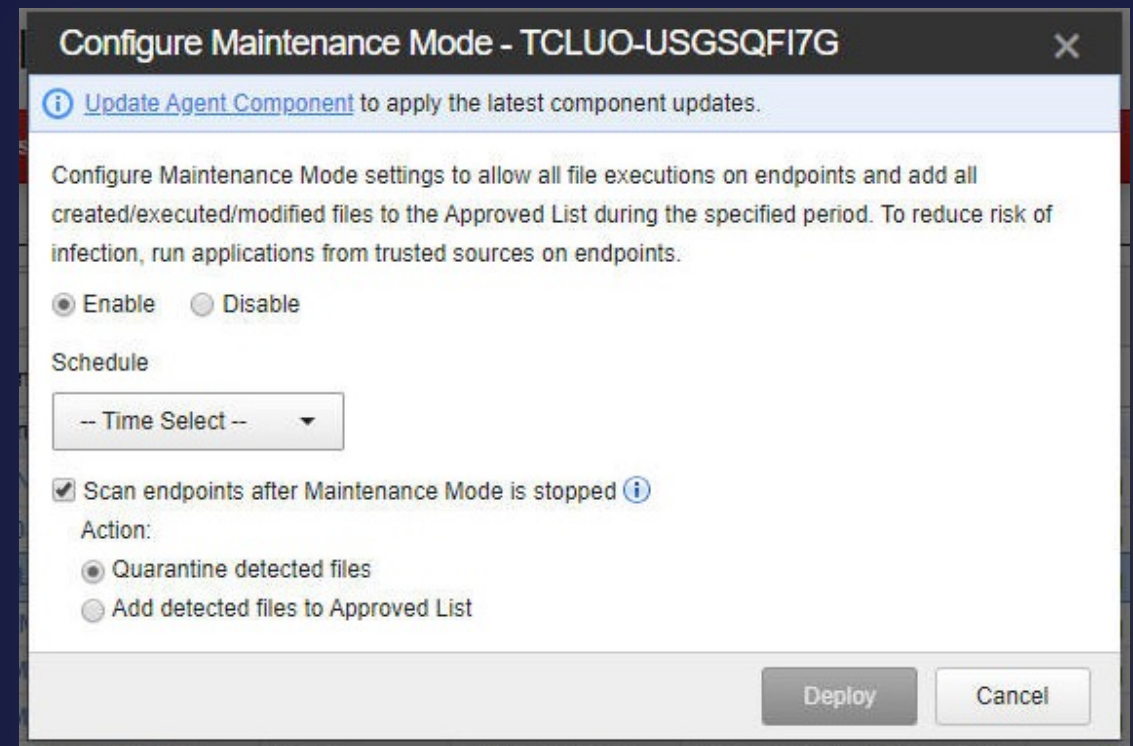 Configure Maintenance Mode - TCLUO-USGSQFI7G
Update Agent Component to apply the latest component updates.
Configure Maintenance Mode settings to allow all file executions on endpoints and add all
created/executed/modified files to the Approved List during the specified period. To reduce risk of
infection, run applications from trusted sources on endpoints.
Enable Disable
Schedule
-- Time Select --
Scan endpoints after Maintenance Mode is stopped
Action:
Quarantine detected files
Add detected files to Approved List
Deploy Cancel